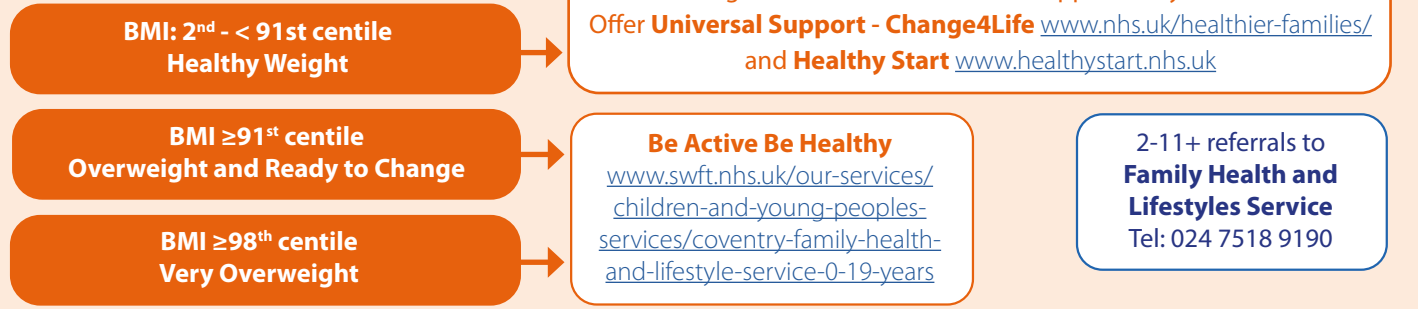 BMI: 2nd - < 91st centile
Healthy Weight
Offer Universal Support - Change4Life www.nhs.uk/healthier-families/
and Healthy Start www.healthystart.nhs.uk
BMI ≥91st centile
Overweight and Ready to Change
BMI ≥98th centile
Very Overweight
Be Active Be Healthy
www.swft.nhs.uk/our-services/
children-and-young-peoples-
services/coventry-family-health-
and-lifestyle-service-0-19-years
2-11+ referrals to
Family Health and
Lifestyles Service
Tel: 024 7518 9190